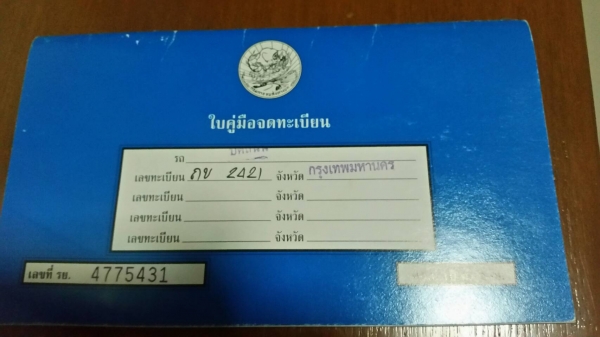 ใบคู่มือจดทะเบียน
รถ
เลขทะเบียน ภข 2421 จังหวัด กรุงเทพมหานคร
เลขทะเบียน จังหวัด
เลขทะเบียน จังหวัด
เลขทะเบียน จังหวัด
เลขที่ รย. 4775431